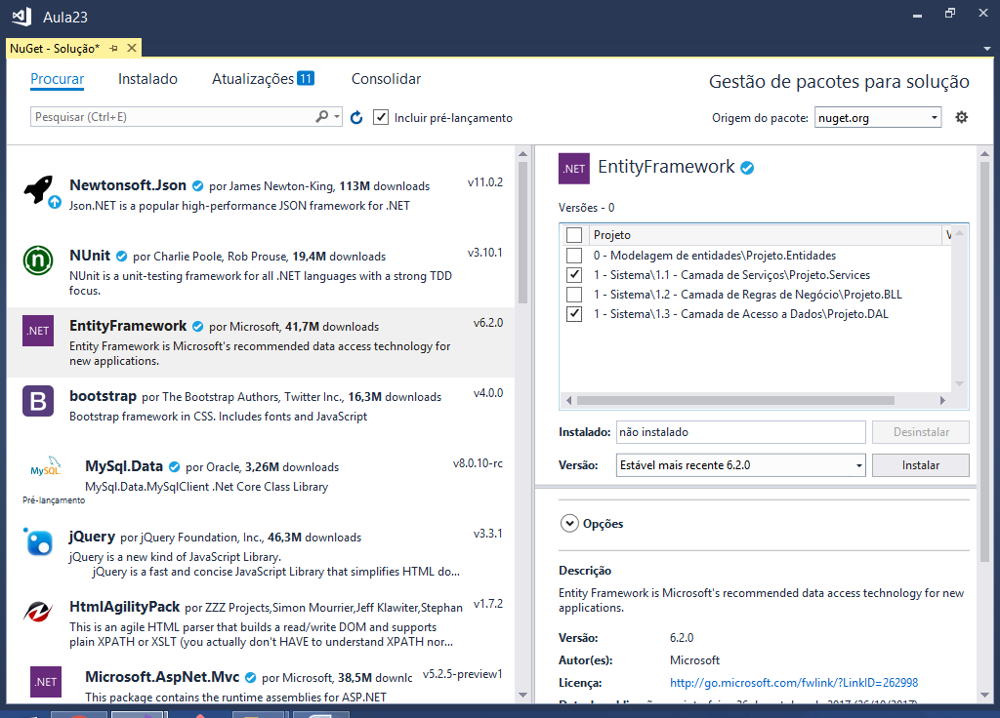 Aula23
NuGet - Solução*
Procurar Instalado Atualizações 11 Consolidar
Gestão de pacotes para solução
Pesquisar (Ctrl+E)
Incluir pré-lançamento
Origem do pacote: nuget.org
Newtonsoft.Json por James Newton-King, 113M downloads v11.0.2
Json.NET is a popular high-performance JSON framework for .NET
n
NUnit por Charlie Poole, Rob Prouse, 19,4M downloads v3.10.1
NUnit is a unit-testing framework for all .NET languages with a strong TDD
focus.
.NET
EntityFramework por Microsoft, 41,7M downloads v6.2.0
Entity Framework is Microsoft's recommended data access technology for
new applications.
B
bootstrap por The Bootstrap Authors, Twitter Inc., 16,3M downloads v4.0.0
Bootstrap framework in CSS. Includes fonts and JavaScript
MySQL
MySql.Data por Oracle, 3,26M downloads v8.0.10-rc
MySql.Data.MySqlClient .Net Core Class Library
Pré-lançamento
jQuery por jQuery Foundation, Inc., 46,3M downloads v3.3.1
jQuery is a new kind of JavaScript Library.
jQuery is a fast and concise JavaScript Library that simplifies HTML do...
HtmlAgilityPack por ZZZ Projects,Simon Mourrier,Jeff Klawiter,Stephan v1.7.2
This is an agile HTML parser that builds a read/write DOM and supports
plain XPATH or XSLT (you actually don't HAVE to understand XPATH nor...
.NET
Microsoft.AspNet.Mvc por Microsoft, 38,5M downlc v5.2.5-preview1
This package contains the runtime assemblies for ASP.NET
.NET
EntityFramework
Versões - 0
Projeto V
0 - Modelagem de entidades\Projeto.Entidades
1 - Sistema\1.1 - Camada de Serviços\Projeto.Services
1 - Sistema\1.2 - Camada de Regras de Negócio\Projeto.BLL
1 - Sistema\1.3 - Camada de Acesso a Dados\Projeto.DAL
Instalado: não instalado Desinstalar
Versão: Estável mais recente 6.2.0 Instalar
Opções
Descrição
Entity Framework is Microsoft's recommended data access technology for new
applications.
Versão: 6.2.0
Autor(es): Microsoft
Licença: http://go.microsoft.com/fwlink/?LinkID=262998